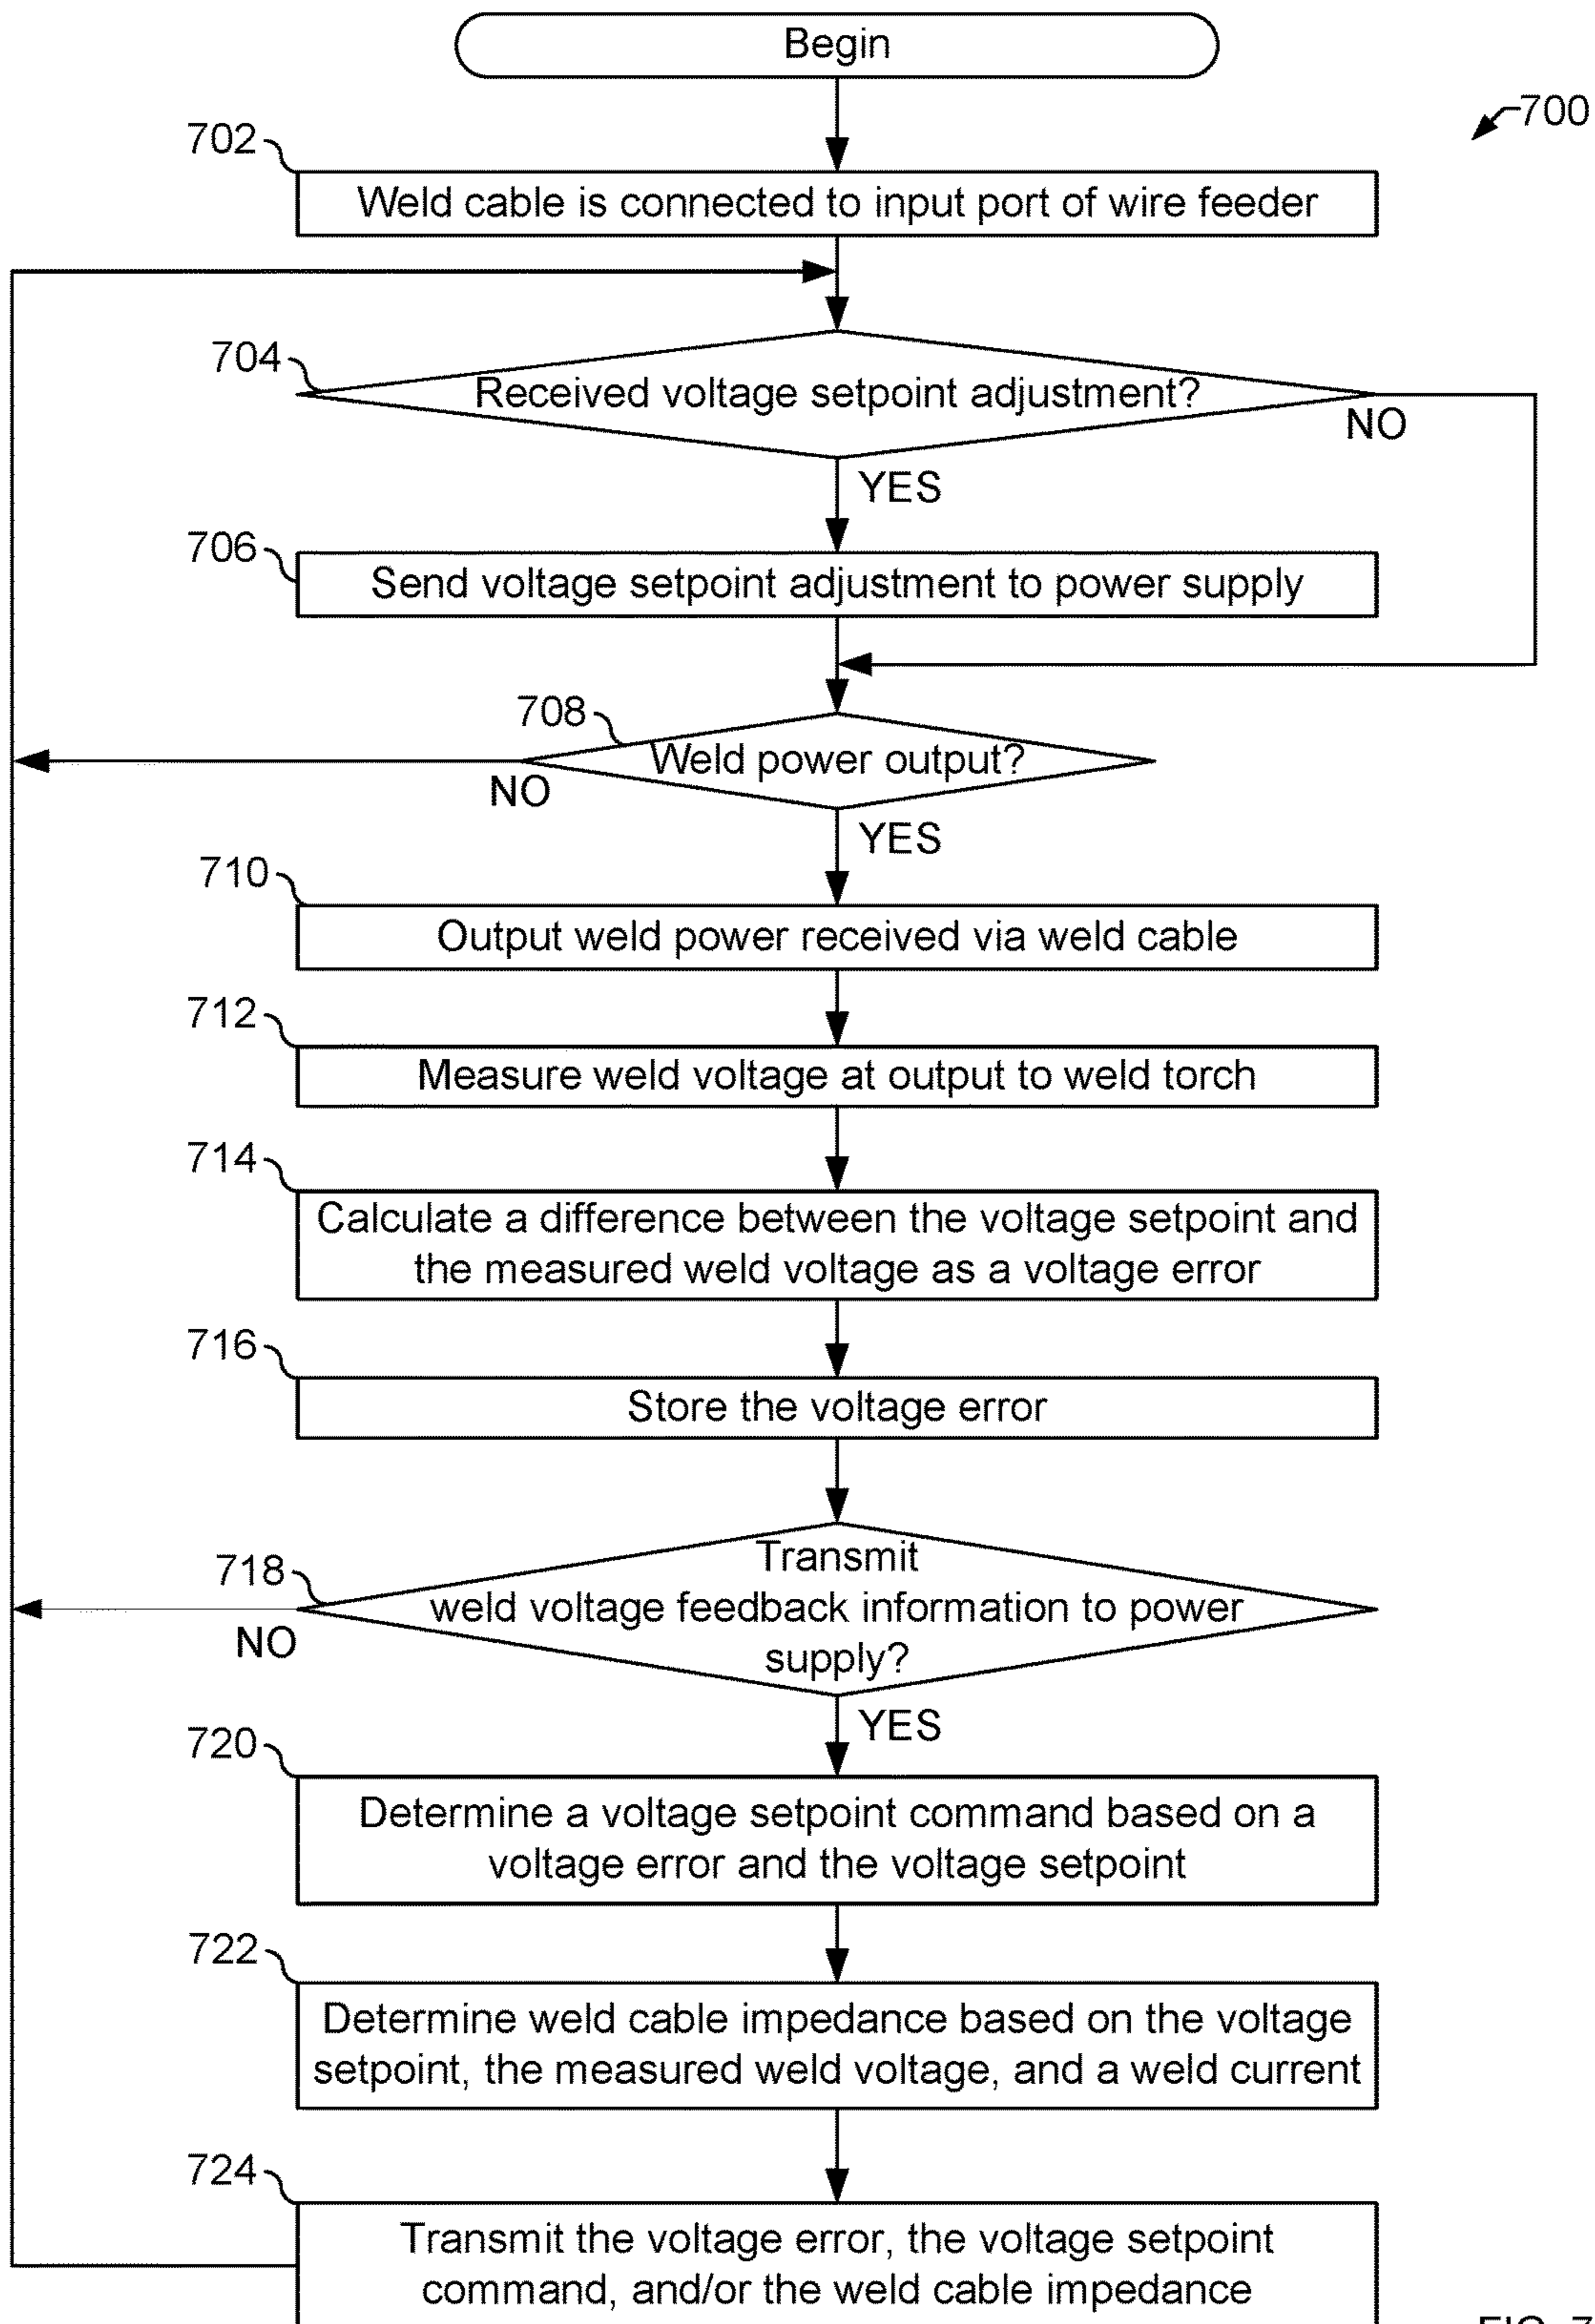 Begin
700
702
Weld cable is connected to input port of wire feeder
704
Received voltage setpoint adjustment?
NO
YES
706
Send voltage setpoint adjustment to power supply
708
Weld power output?
NO
YES
710
Output weld power received via weld cable
712
Measure weld voltage at output to weld torch
714
Calculate a difference between the voltage setpoint and
the measured weld voltage as a voltage error
716
Store the voltage error
718
Transmit
weld voltage feedback information to power
supply?
NO
YES
720
Determine a voltage setpoint command based on a
voltage error and the voltage setpoint
722
Determine weld cable impedance based on the voltage
setpoint, the measured weld voltage, and a weld current
724
Transmit the voltage error, the voltage setpoint
command, and/or the weld cable impedance
FIG. 7